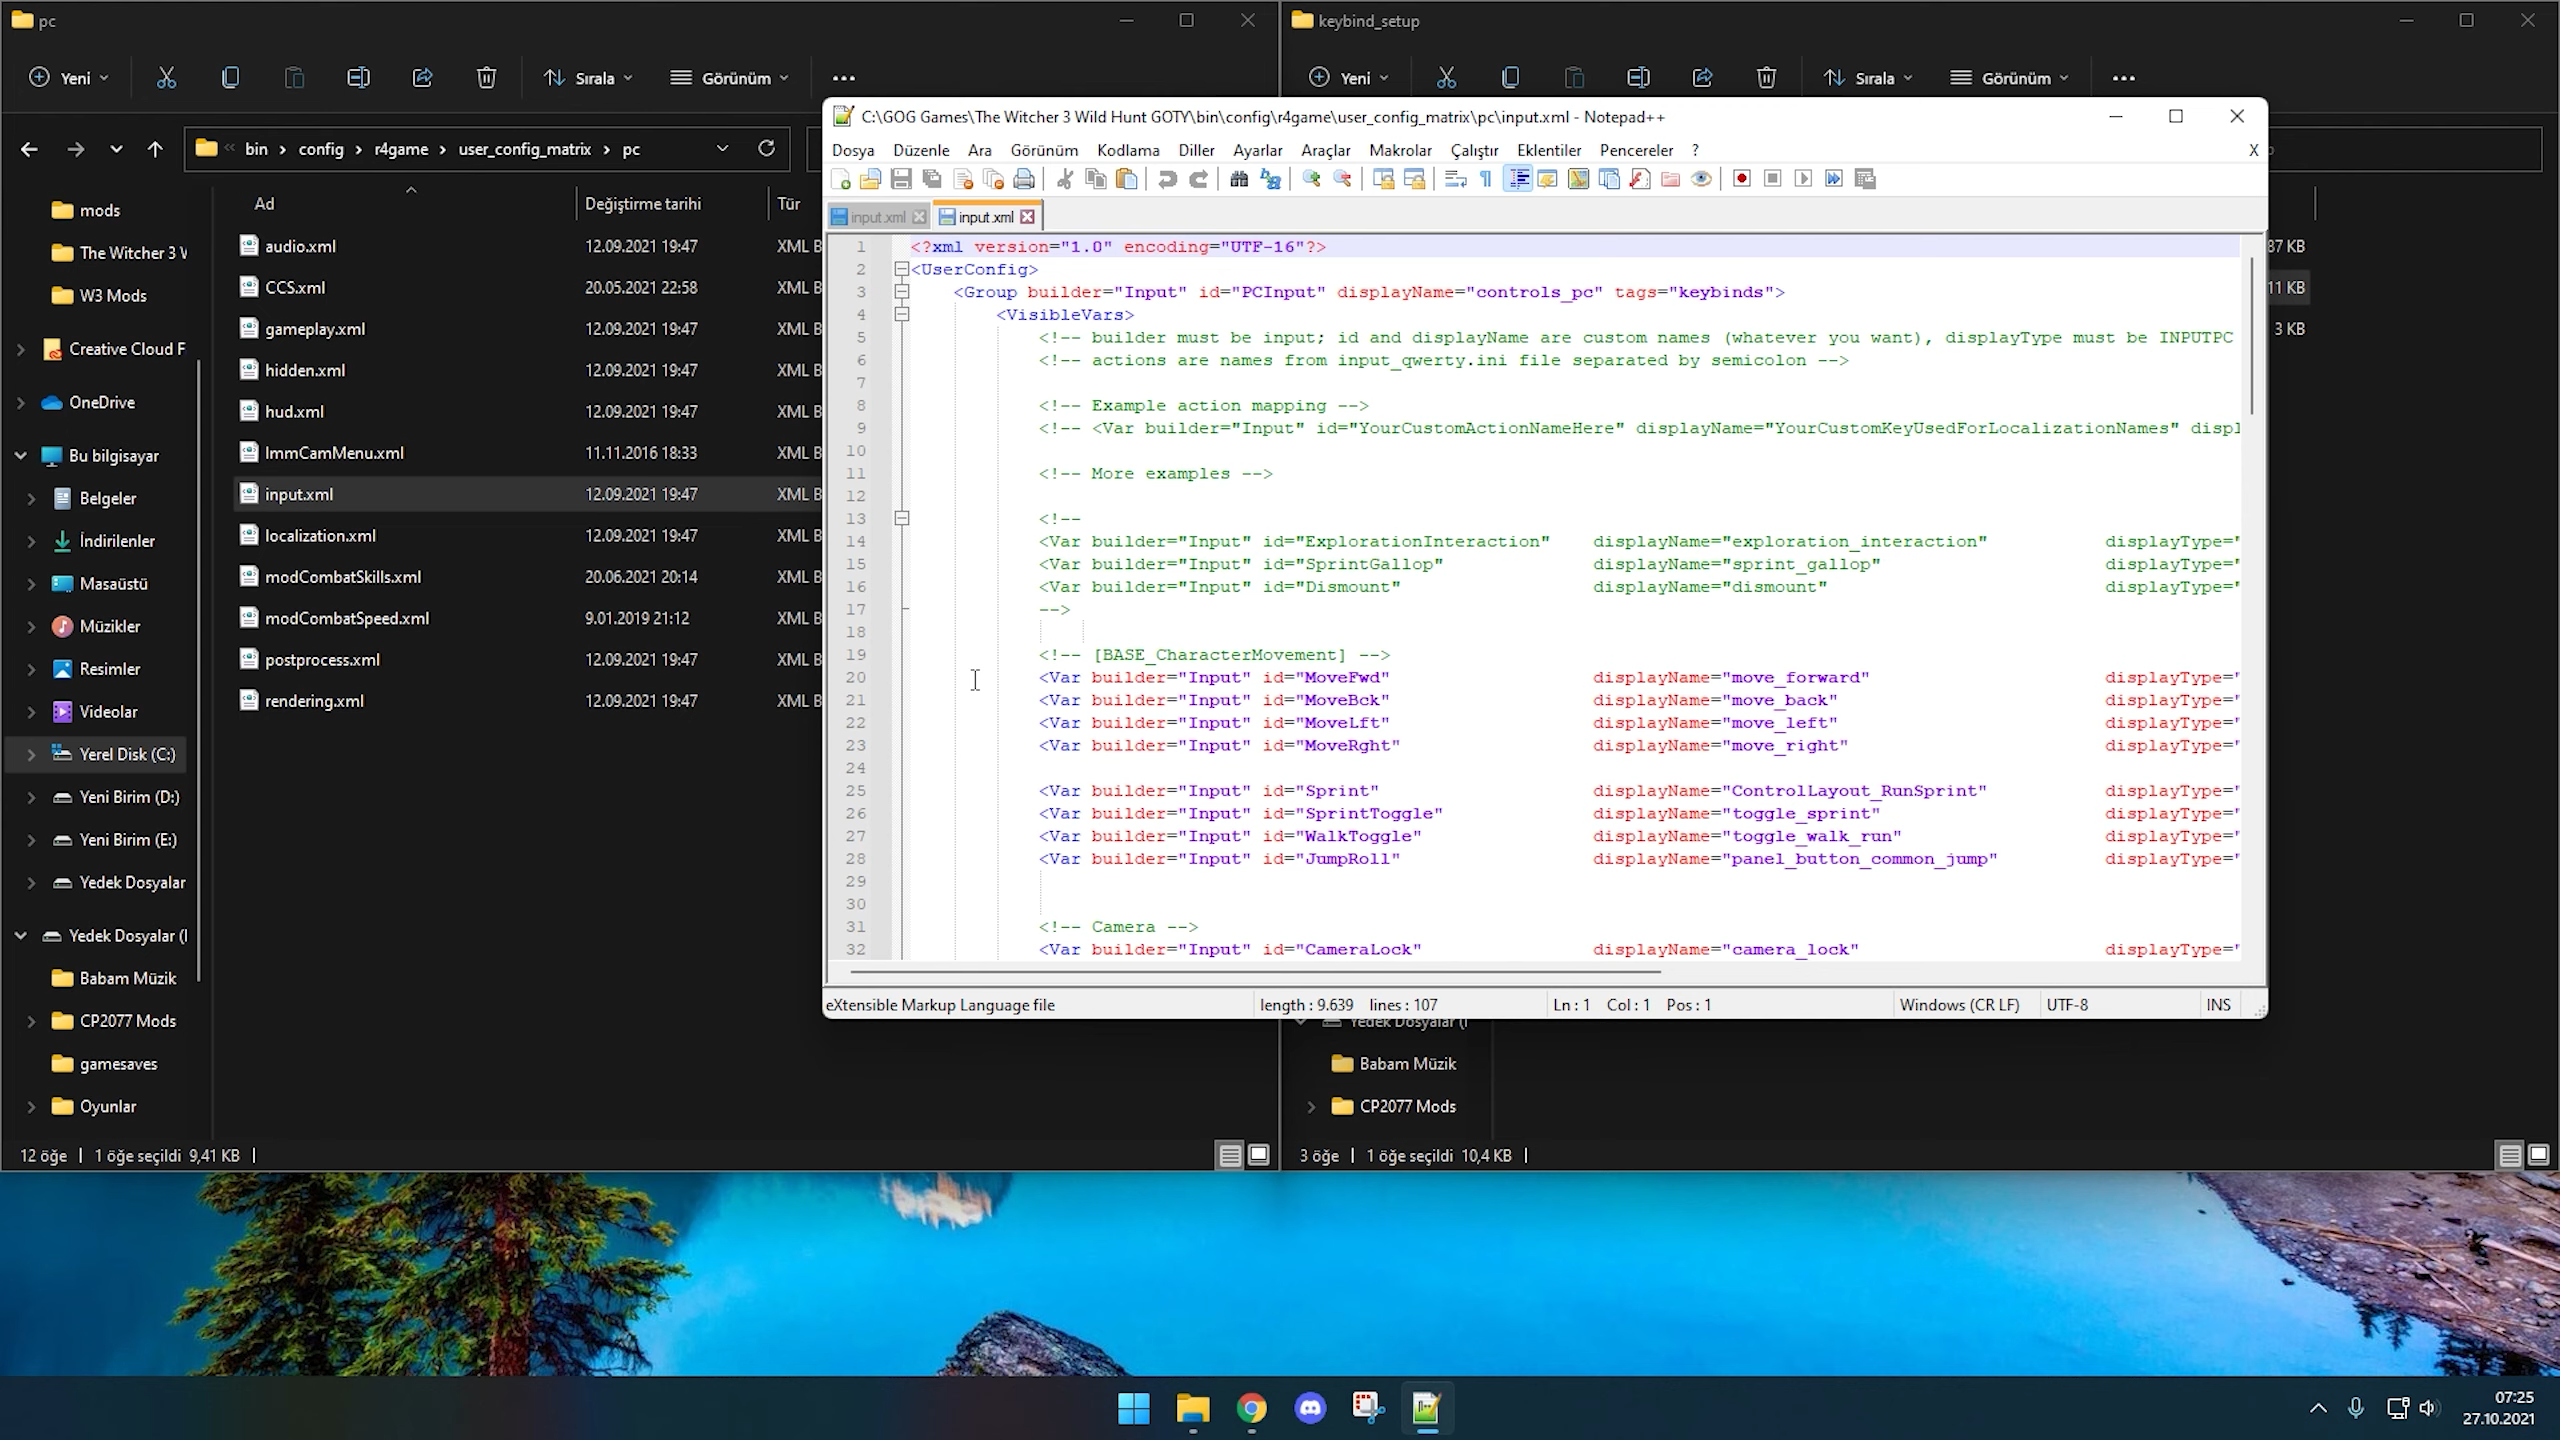 pc
Yeni
Sırala
Görünüm
bin > config > r4game > user_config_matrix > pc
mods
The Witcher 3 W
W3 Mods
Creative Cloud F
OneDrive
Bu bilgisayar
Belgeler
İndirilenler
Masaüstü
Müzikler
Resimler
Videolar
Yerel Disk (C:)
Yeni Birim (D:)
Yeni Birim (E:)
Yedek Dosyalar
Yedek Dosyalar (I
Babam Müzik
CP2077 Mods
gamesaves
Oyunlar
Ad Değiştirme tarihi Tür
audio.xml 12.09.2021 19:47 XML B
CCS.xml 20.05.2021 22:58 XML B
gameplay.xml 12.09.2021 19:47 XML B
hidden.xml 12.09.2021 19:47 XML B
hud.xml 12.09.2021 19:47 XML B
ImmCamMenu.xml 11.11.2016 18:33 XML B
input.xml 12.09.2021 19:47 XML B
localization.xml 12.09.2021 19:47 XML B
modCombatSkills.xml 20.06.2021 20:14 XML B
modCombatSpeed.xml 9.01.2019 21:12 XML B
postprocess.xml 12.09.2021 19:47 XML B
rendering.xml 12.09.2021 19:47 XML B
12 öğe | 1 öğe seçildi 9,41 KB |
keybind_setup
Yeni
Sırala
Görünüm
87 KB
11 KB
3 KB
Yedek Dosyalar (I
Babam Müzik
CP2077 Mods
3 öğe | 1 öğe seçildi 10,4 KB |
C:\GOG Games\The Witcher 3 Wild Hunt GOTY\bin\config\r4game\user_config_matrix\pc\input.xml - Notepad++
Dosya Düzenle Ara Görünüm Kodlama Diller Ayarlar Araçlar Makrolar Çalıştır Eklentiler Pencereler ? X
input.xml input.xml
1 <?xml version="1.0" encoding="UTF-16"?>
2 <UserConfig>
3 <Group builder="Input" id="PCInput" displayName="controls_pc" tags="keybinds">
4 <VisibleVars>
5 <!-- builder must be input; id and displayName are custom names (whatever you want), displayType must be INPUTPC
6 <!-- actions are names from input_qwerty.ini file separated by semicolon -->
7
8 <!-- Example action mapping -->
9 <!-- <Var builder="Input" id="YourCustomActionNameHere" displayName="YourCustomKeyUsedForLocalizationNames" displ
10
11 <!-- More examples -->
12
13 <!--
14 <Var builder="Input" id="ExplorationInteraction" displayName="exploration_interaction" displayType="
15 <Var builder="Input" id="SprintGallop" displayName="sprint_gallop" displayType="
16 <Var builder="Input" id="Dismount" displayName="dismount" displayType="
17 -->
18
19 <!-- [BASE_CharacterMovement] -->
20 <Var builder="Input" id="MoveFwd" displayName="move_forward" displayType="
21 <Var builder="Input" id="MoveBck" displayName="move_back" displayType="
22 <Var builder="Input" id="MoveLft" displayName="move_left" displayType="
23 <Var builder="Input" id="MoveRght" displayName="move_right" displayType="
24
25 <Var builder="Input" id="Sprint" displayName="ControlLayout_RunSprint" displayType="
26 <Var builder="Input" id="SprintToggle" displayName="toggle_sprint" displayType="
27 <Var builder="Input" id="WalkToggle" displayName="toggle_walk_run" displayType="
28 <Var builder="Input" id="JumpRoll" displayName="panel_button_common_jump" displayType="
29
30
31 <!-- Camera -->
32 <Var builder="Input" id="CameraLock" displayName="camera_lock" displayType="
eXtensible Markup Language file length : 9.639 lines : 107 Ln : 1 Col : 1 Pos : 1 Windows (CR LF) UTF-8 INS
07:25
27.10.2021